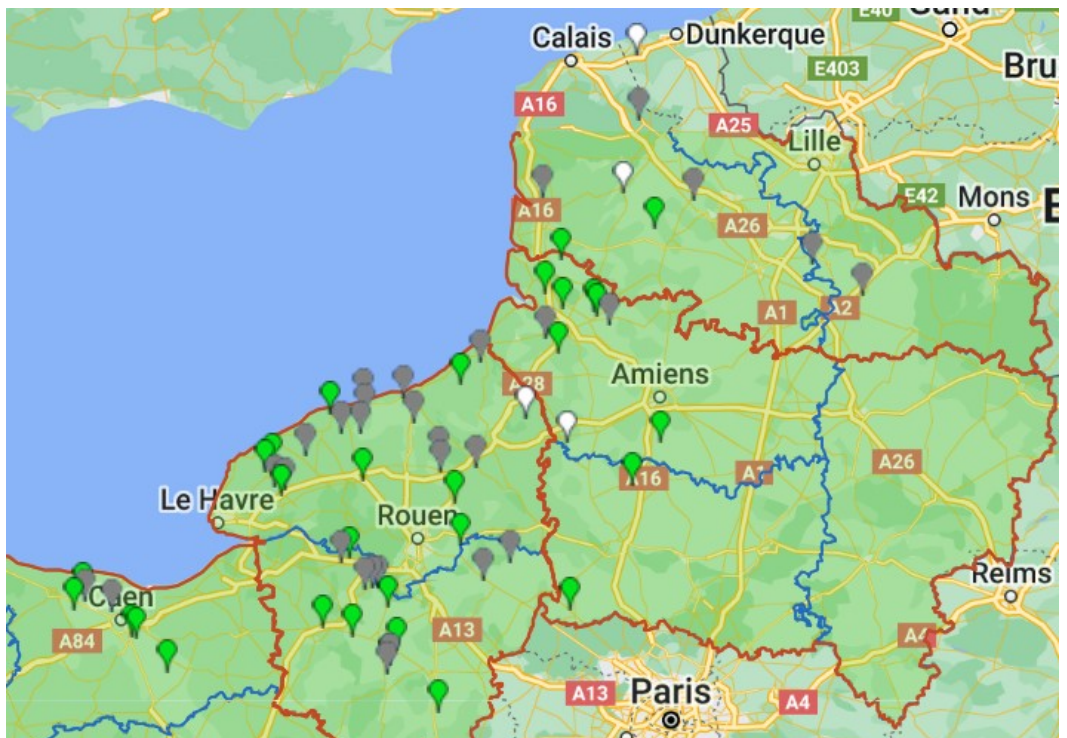 E40
Calais
Dunkerque
E403
Bru
A16
A25
Lille
E42
Mons
A16
A26
A1
A2
A28
Amiens
A16
A1
A26
Le Havre
Rouen
Reims
Caen
A84
A13
A4
A13
Paris
A4